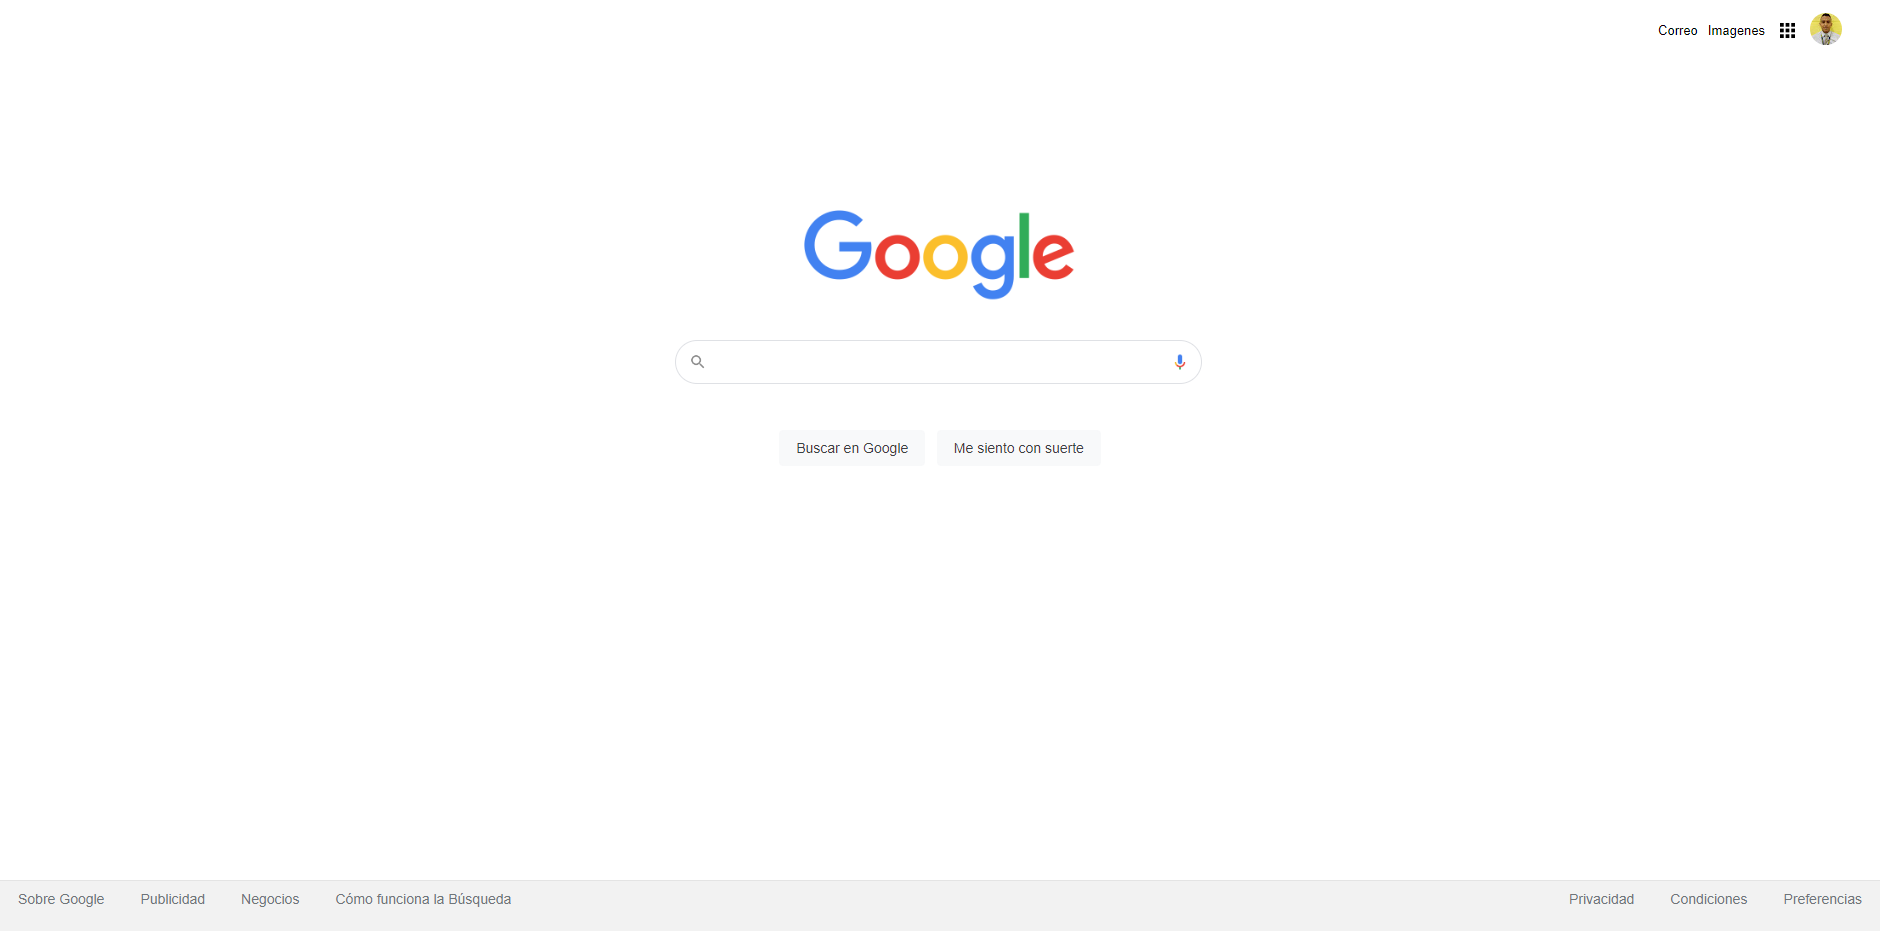 Correo Imagenes
Google
Buscar en Google Me siento con suerte
Sobre Google Publicidad Negocios Cómo funciona la Búsqueda Privacidad Condiciones Preferencias